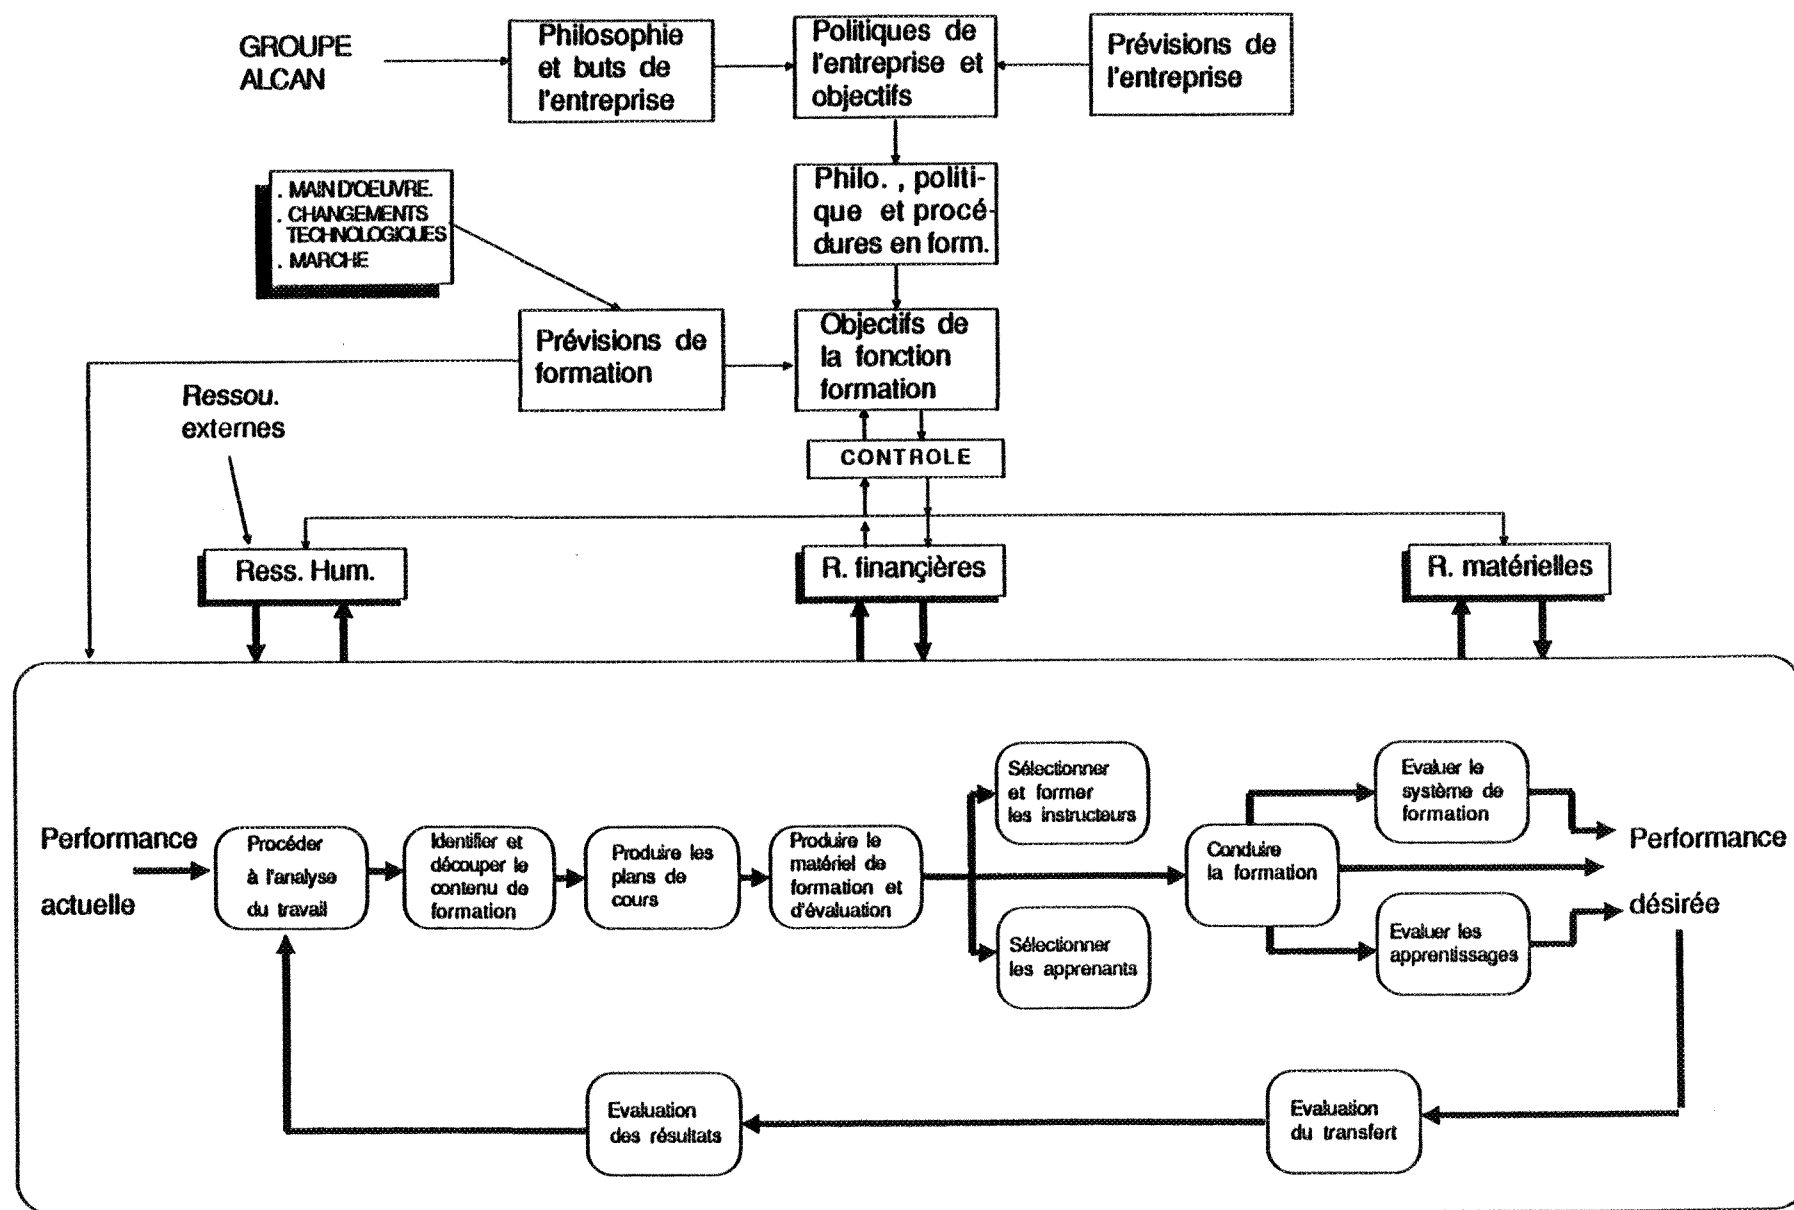 GROUPE
ALCAN
Philosophie
et buts de
l'entreprise
Politiques de
l'entreprise et
objectifs
Prévisions de
l'entreprise
. MAIN D'OEUVRE.
. CHANGEMENTS
TECHNOLOGIQUES
. MARCHE
Philo. , politi-
que et procé-
dures en form.
Prévisions de
formation
Objectifs de
la fonction
formation
Ressou.
externes
CONTROLE
Ress. Hum.
R. finançières
R. matérielles
Performance
actuelle
Procéder
à l'analyse
du travail
Identifier et
découper le
contenu de
formation
Produire les
plans de
cours
Produire le
matériel de
formation et
d'évaluation
Sélectionner
et former
les instructeurs
Sélectionner
les apprenants
Conduire
la formation
Evaluer le
système de
formation
Evaluer les
apprentissages
Performance
désirée
Evaluation
des résultats
Evaluation
du transfert